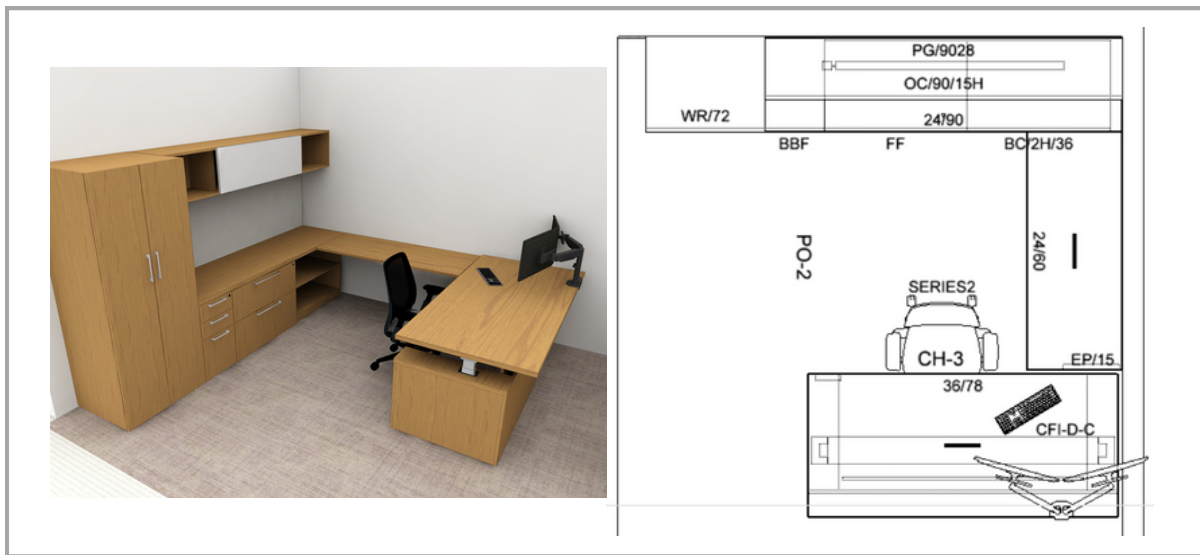 PG/9028
OC/90/15H
WR/72
24/90
BBF
FF
BC/2H/36
PO-2
24/60
SERIES2
CH-3
EP/15
36/78
CFI-D-C